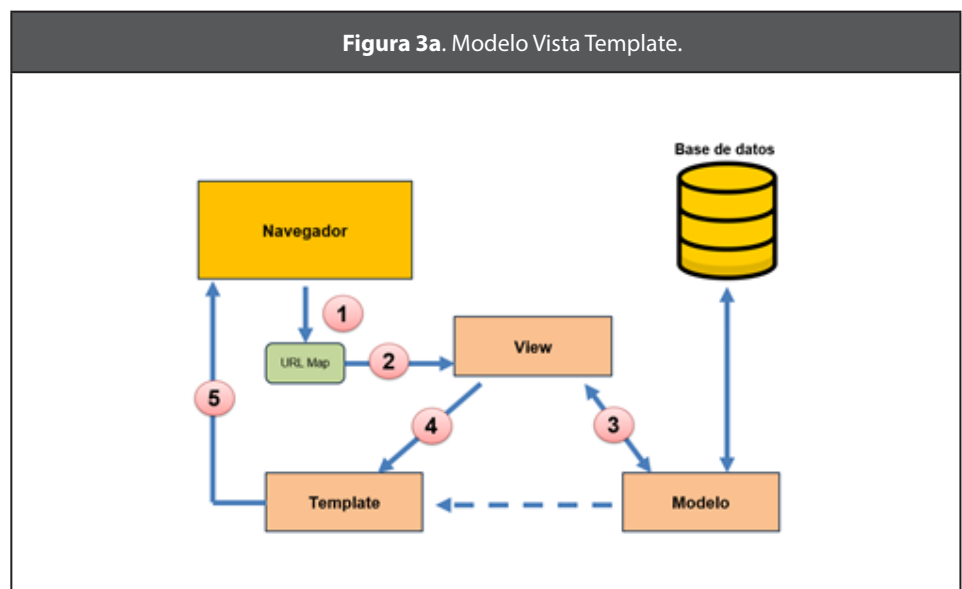 Figura 3a. Modelo Vista Template.
Base de datos
Navegador
1
URL Map
2
View
5
4
3
Template
Modelo